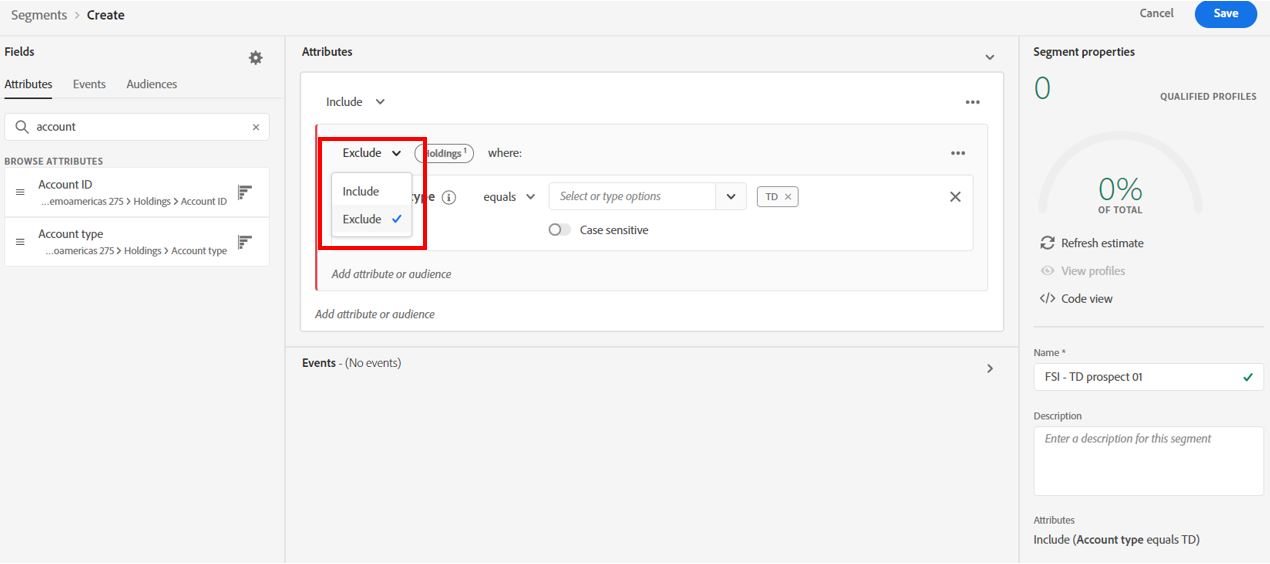 Segments > Create
Cancel
Save
Fields
Attributes Events Audiences
account
BROWSE ATTRIBUTES
Account ID
...emoamericas 275 > Holdings > Account ID
Account type
...oamericas 275 > Holdings > Account type
Attributes
Include
Exclude Holdings 1 where:
Include
Exclude
ype equals Select or type options TD
Case sensitive
Add attribute or audience
Add attribute or audience
Events - (No events)
Segment properties
0 QUALIFIED PROFILES
0%
OF TOTAL
Refresh estimate
View profiles
</> Code view
Name *
FSI - TD prospect 01
Description
Enter a description for this segment
Attributes
Include (Account type equals TD)